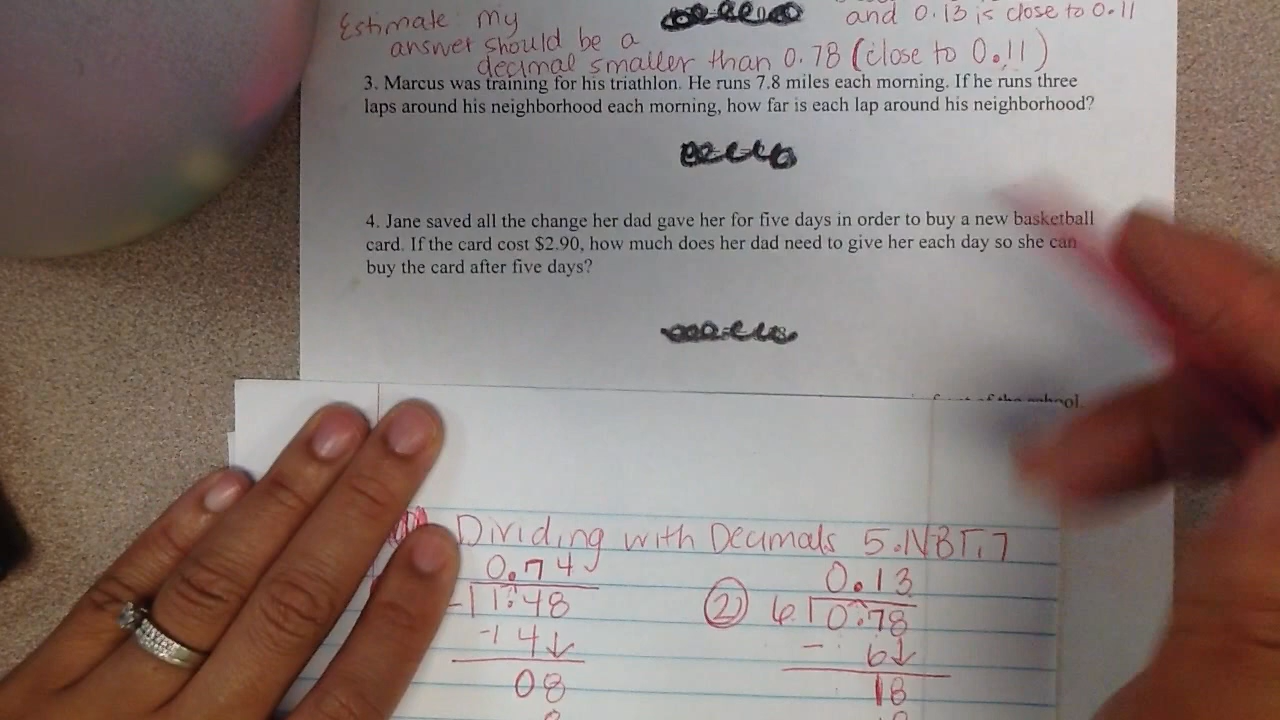 Estimate my and 0.13 is close to 0.11
answer should be a
decimal smaller than 0.78 (close to 0.11)
3. Marcus was training for his triathlon. He runs 7.8 miles each morning. If he runs three
laps around his neighborhood each morning, how far is each lap around his neighborhood?
4. Jane saved all the change her dad gave her for five days in order to buy a new basketball
card. If the card cost $2.90, how much does her dad need to give her each day so she can
buy the card after five days?
of the school.
Dividing with Decimals 5.NBT.7
0.74
1.48
-14
08
2 0.13
6 0.78
- 6
18